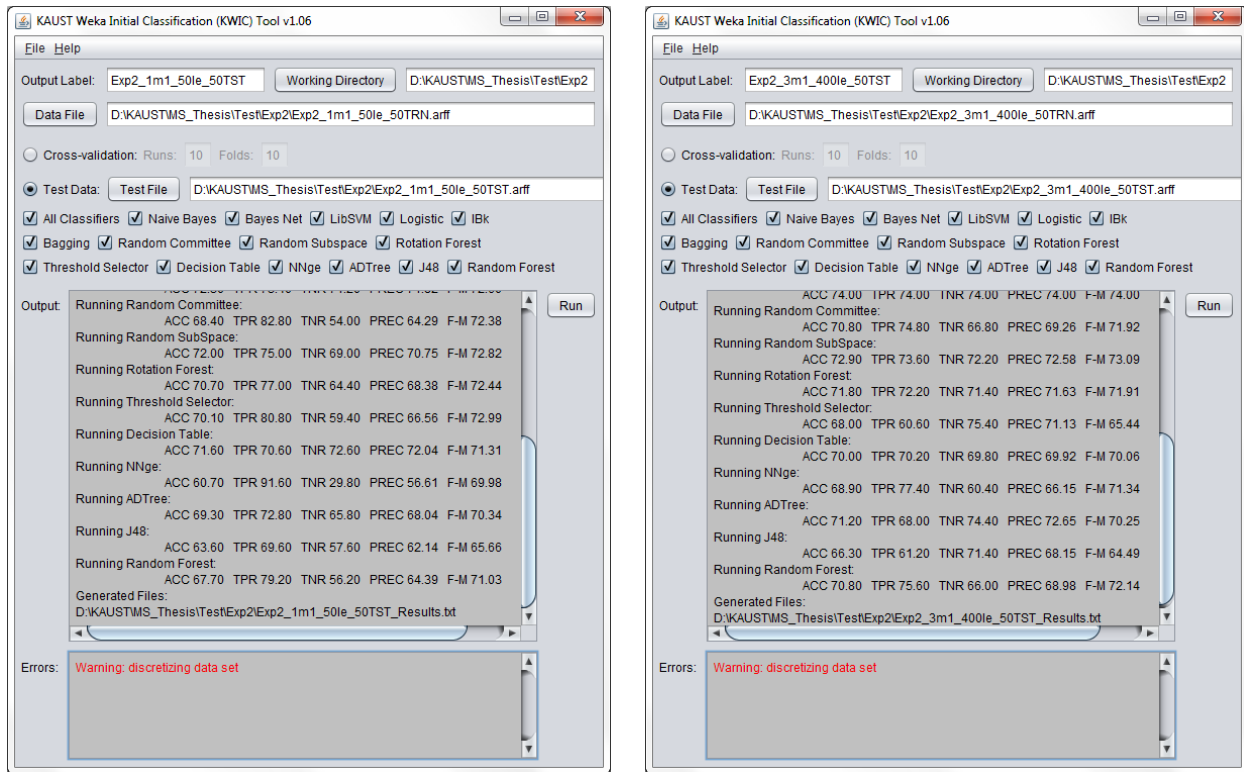 KAUST Weka Initial Classification (KWIC) Tool v1.06
File Help
Output Label: Exp2_1m1_50le_50TST Working Directory D:\KAUST\MS_Thesis\Test\Exp2
Data File D:\KAUST\MS_Thesis\Test\Exp2\Exp2_1m1_50le_50TRN.arff
Cross-validation: Runs: 10 Folds: 10
Test Data: Test File D:\KAUST\MS_Thesis\Test\Exp2\Exp2_1m1_50le_50TST.arff
All Classifiers Naive Bayes Bayes Net LibSVM Logistic IBk
Bagging Random Committee Random Subspace Rotation Forest
Threshold Selector Decision Table NNge ADTree J48 Random Forest
Output: Run
Running Random Committee:
ACC 68.40 TPR 82.80 TNR 54.00 PREC 64.29 F-M 72.38
Running Random SubSpace:
ACC 72.00 TPR 75.00 TNR 69.00 PREC 70.75 F-M 72.82
Running Rotation Forest:
ACC 70.70 TPR 77.00 TNR 64.40 PREC 68.38 F-M 72.44
Running Threshold Selector:
ACC 70.10 TPR 80.80 TNR 59.40 PREC 66.56 F-M 72.99
Running Decision Table:
ACC 71.60 TPR 70.60 TNR 72.60 PREC 72.04 F-M 71.31
Running NNge:
ACC 60.70 TPR 91.60 TNR 29.80 PREC 56.61 F-M 69.98
Running ADTree:
ACC 69.30 TPR 72.80 TNR 65.80 PREC 68.04 F-M 70.34
Running J48:
ACC 63.60 TPR 69.60 TNR 57.60 PREC 62.14 F-M 65.66
Running Random Forest:
ACC 67.70 TPR 79.20 TNR 56.20 PREC 64.39 F-M 71.03
Generated Files:
D:\KAUST\MS_Thesis\Test\Exp2\Exp2_1m1_50le_50TST_Results.txt
Errors: Warning: discretizing data set
KAUST Weka Initial Classification (KWIC) Tool v1.06
File Help
Output Label: Exp2_3m1_400le_50TST Working Directory D:\KAUST\MS_Thesis\Test\Exp2
Data File D:\KAUST\MS_Thesis\Test\Exp2\Exp2_3m1_400le_50TRN.arff
Cross-validation: Runs: 10 Folds: 10
Test Data: Test File D:\KAUST\MS_Thesis\Test\Exp2\Exp2_3m1_400le_50TST.arff
All Classifiers Naive Bayes Bayes Net LibSVM Logistic IBk
Bagging Random Committee Random Subspace Rotation Forest
Threshold Selector Decision Table NNge ADTree J48 Random Forest
Output: Run
ACC 74.00 TPR 74.00 TNR 74.00 PREC 74.00 F-M 74.00
Running Random Committee:
ACC 70.80 TPR 74.80 TNR 66.80 PREC 69.26 F-M 71.92
Running Random SubSpace:
ACC 72.90 TPR 73.60 TNR 72.20 PREC 72.58 F-M 73.09
Running Rotation Forest:
ACC 71.80 TPR 72.20 TNR 71.40 PREC 71.63 F-M 71.91
Running Threshold Selector:
ACC 68.00 TPR 60.60 TNR 75.40 PREC 71.13 F-M 65.44
Running Decision Table:
ACC 70.00 TPR 70.20 TNR 69.80 PREC 69.92 F-M 70.06
Running NNge:
ACC 68.90 TPR 77.40 TNR 60.40 PREC 66.15 F-M 71.34
Running ADTree:
ACC 71.20 TPR 68.00 TNR 74.40 PREC 72.65 F-M 70.25
Running J48:
ACC 66.30 TPR 61.20 TNR 71.40 PREC 68.15 F-M 64.49
Running Random Forest:
ACC 70.80 TPR 75.60 TNR 66.00 PREC 68.98 F-M 72.14
Generated Files:
D:\KAUST\MS_Thesis\Test\Exp2\Exp2_3m1_400le_50TST_Results.txt
Errors: Warning: discretizing data set